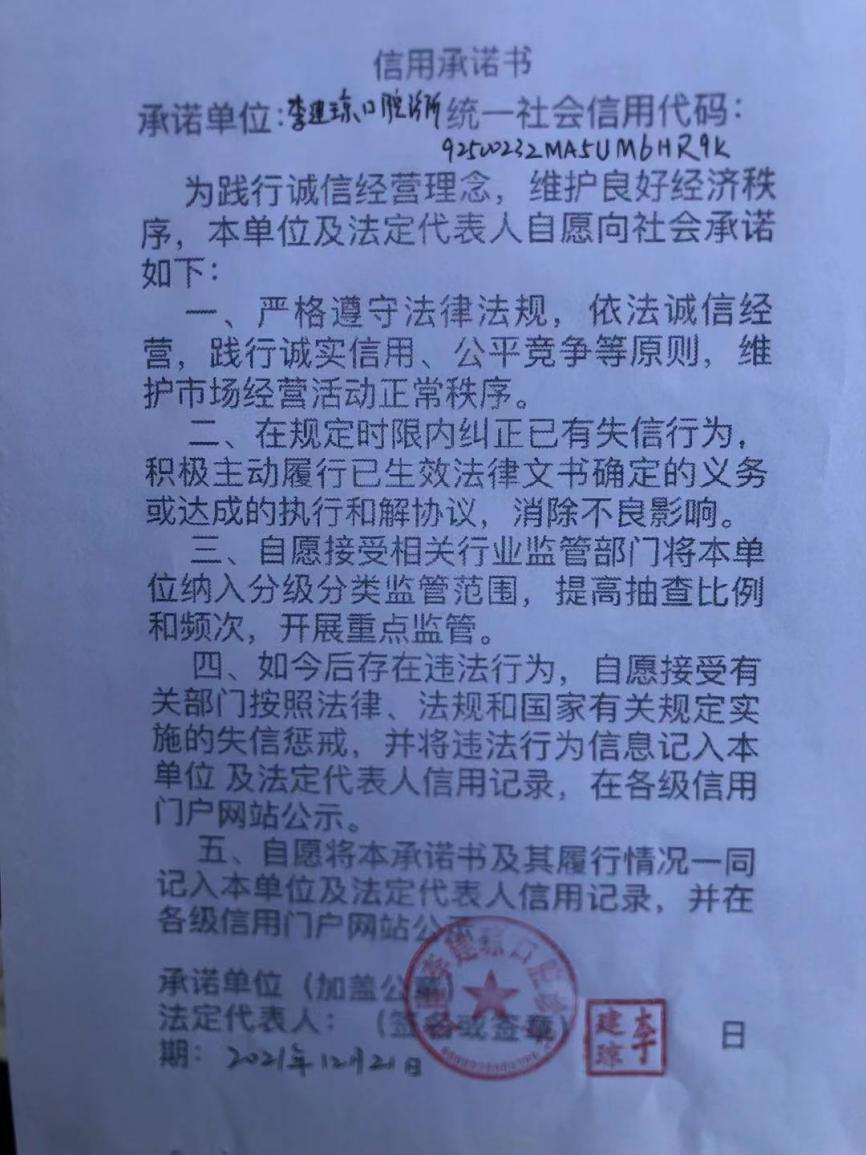 信用承诺书
承诺单位:李建琼口腔诊所统一社会信用代码：
92500232MA5UM6HR9K
为践行诚信经营理念，维护良好经济秩
序，本单位及法定代表人自愿向社会承诺
如下：
一、严格遵守法律法规，依法诚信经
营，践行诚实信用、公平竞争等原则，维
护市场经营活动正常秩序。
二、在规定时限内纠正已有失信行为，
积极主动履行已生效法律文书确定的义务
或达成的执行和解协议，消除不良影响。
三、自愿接受相关行业监管部门将本单
位纳入分级分类监管范围，提高抽查比例
和频次，开展重点监管。
四、如今后存在违法行为，自愿接受有
关部门按照法律、法规和国家有关规定实
施的失信惩戒，并将违法行为信息记入本
单位 及法定代表人信用记录，在各级信用
门户网站公示。
五、自愿将本承诺书及其履行情况一同
记入本单位及法定代表人信用记录，并在
各级信用门户网站公示
承诺单位（加盖公章）
法定代表人：（签名或签章） 日
期：2021年12月21日
李建琼口腔
李建琼